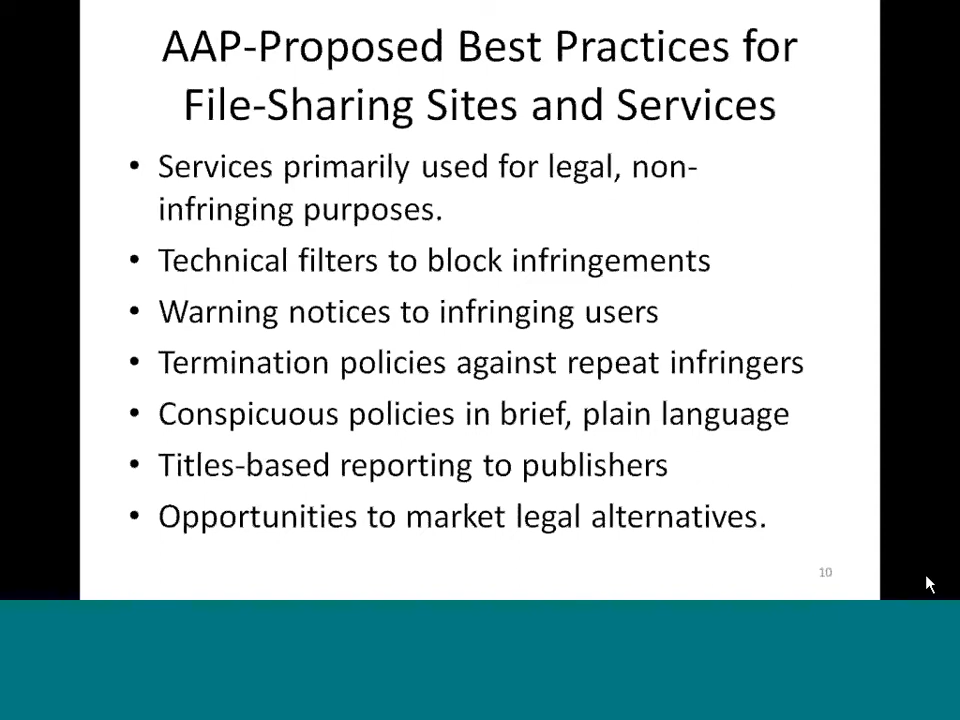 AAP-Proposed Best Practices for
File-Sharing Sites and Services
• Services primarily used for legal, non-
infringing purposes.
• Technical filters to block infringements
• Warning notices to infringing users
• Termination policies against repeat infringers
• Conspicuous policies in brief, plain language
• Titles-based reporting to publishers
• Opportunities to market legal alternatives.
10